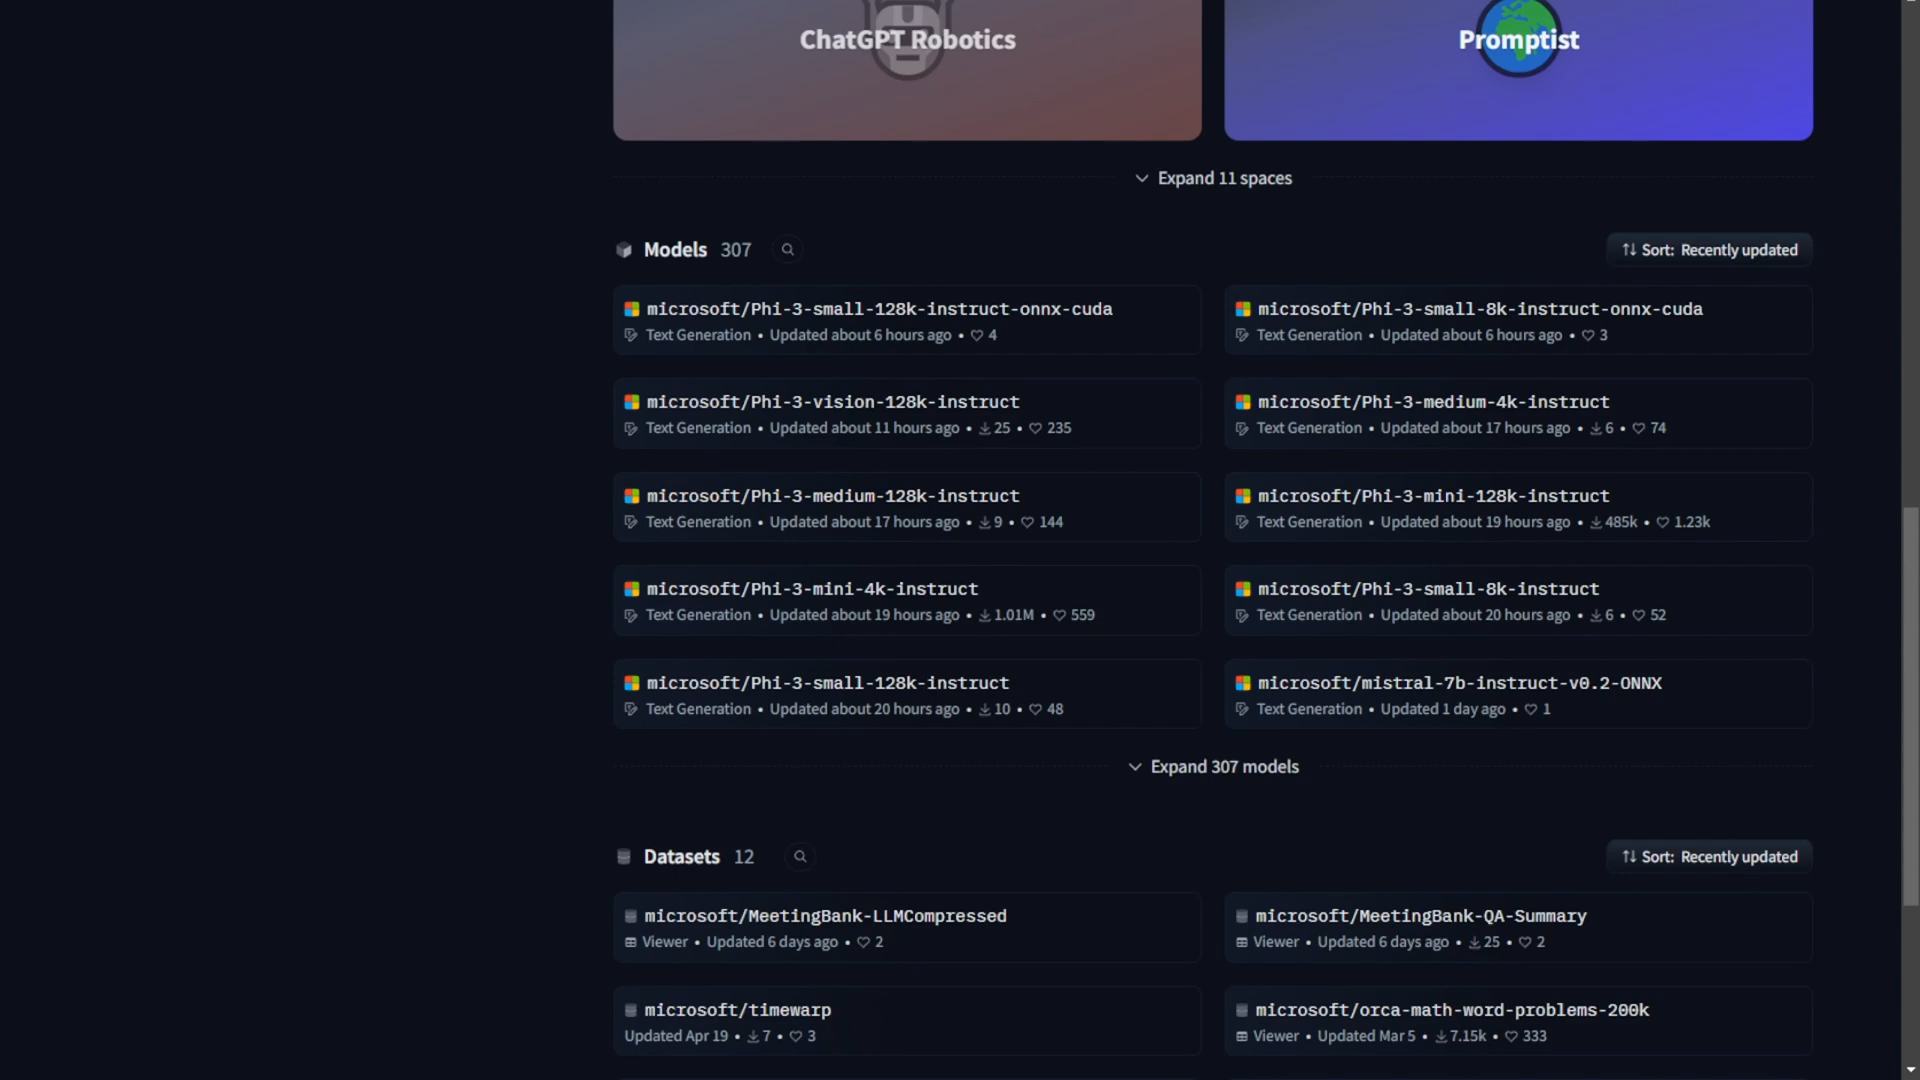 ChatGPT Robotics
Promptist
Expand 11 spaces
Models 307
Sort: Recently updated
microsoft/Phi-3-small-128k-instruct-onnx-cuda
Text Generation • Updated about 6 hours ago • 4
microsoft/Phi-3-small-8k-instruct-onnx-cuda
Text Generation • Updated about 6 hours ago • 3
microsoft/Phi-3-vision-128k-instruct
Text Generation • Updated about 11 hours ago • 25 • 235
microsoft/Phi-3-medium-4k-instruct
Text Generation • Updated about 17 hours ago • 6 • 74
microsoft/Phi-3-medium-128k-instruct
Text Generation • Updated about 17 hours ago • 9 • 144
microsoft/Phi-3-mini-128k-instruct
Text Generation • Updated about 19 hours ago • 485k • 1.23k
microsoft/Phi-3-mini-4k-instruct
Text Generation • Updated about 19 hours ago • 1.01M • 559
microsoft/Phi-3-small-8k-instruct
Text Generation • Updated about 20 hours ago • 6 • 52
microsoft/Phi-3-small-128k-instruct
Text Generation • Updated about 20 hours ago • 10 • 48
microsoft/mistral-7b-instruct-v0.2-ONNX
Text Generation • Updated 1 day ago • 1
Expand 307 models
Datasets 12
Sort: Recently updated
microsoft/MeetingBank-LLMCompressed
Viewer • Updated 6 days ago • 2
microsoft/MeetingBank-QA-Summary
Viewer • Updated 6 days ago • 25 • 2
microsoft/timewarp
Updated Apr 19 • 7 • 3
microsoft/orca-math-word-problems-200k
Viewer • Updated Mar 5 • 7.15k • 333